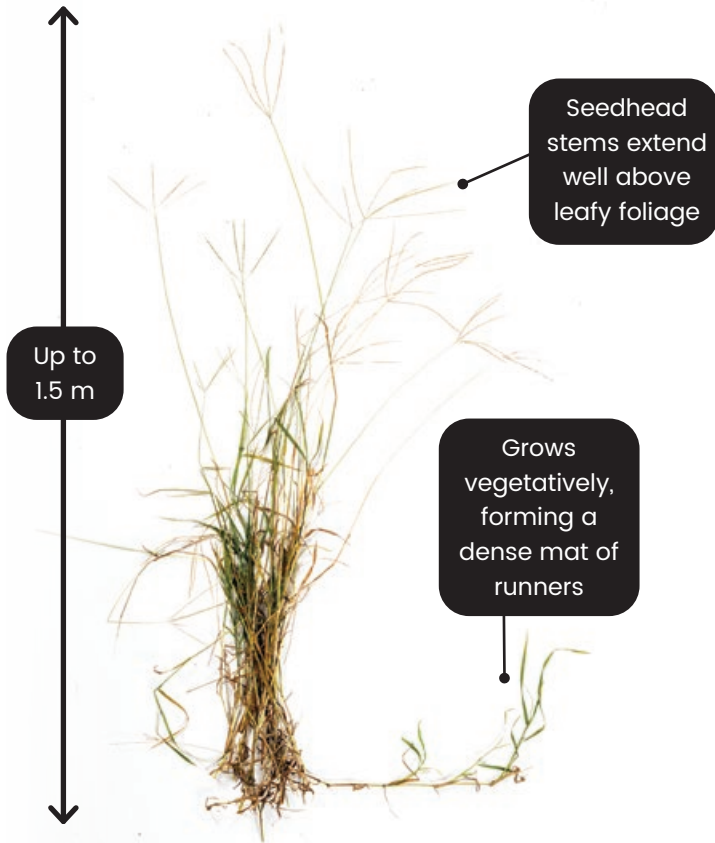 Seedhead
stems extend
well above
leafy foliage
Up to
1.5 m
Grows
vegetatively,
forming a
dense mat of
runners